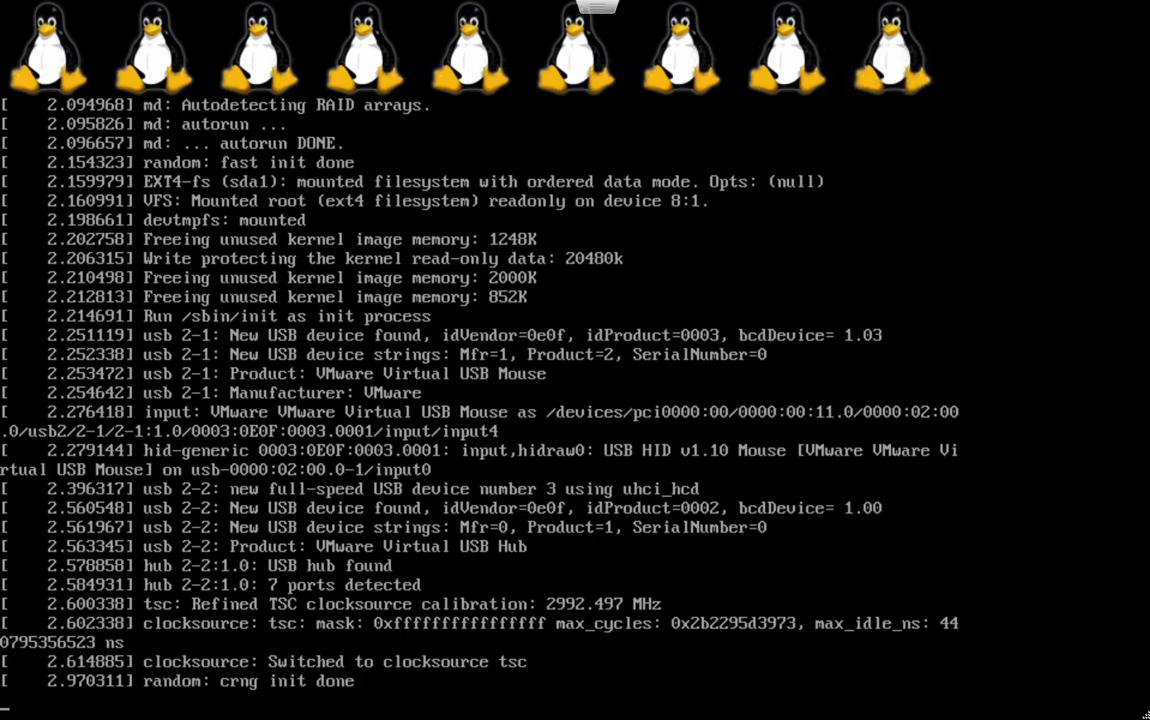 [    2.094968] md: Autodetecting RAID arrays.
[    2.095826] md: autorun ...
[    2.096657] md: ... autorun DONE.
[    2.154323] random: fast init done
[    2.159979] EXT4-fs (sda1): mounted filesystem with ordered data mode. Opts: (null)
[    2.160991] VFS: Mounted root (ext4 filesystem) readonly on device 8:1.
[    2.198661] devtmpfs: mounted
[    2.202758] Freeing unused kernel image memory: 1248K
[    2.206315] Write protecting the kernel read-only data: 20480k
[    2.210498] Freeing unused kernel image memory: 2000K
[    2.212813] Freeing unused kernel image memory: 852K
[    2.214691] Run /sbin/init as init process
[    2.251119] usb 2-1: New USB device found, idVendor=0e0f, idProduct=0003, bcdDevice= 1.03
[    2.252338] usb 2-1: New USB device strings: Mfr=1, Product=2, SerialNumber=0
[    2.253472] usb 2-1: Product: VMware Virtual USB Mouse
[    2.254642] usb 2-1: Manufacturer: VMware
[    2.276418] input: VMware VMware Virtual USB Mouse as /devices/pci0000:00/0000:00:11.0/0000:02:00
.0/usb2/2-1/2-1:1.0/0003:0E0F:0003.0001/input/input4
[    2.279144] hid-generic 0003:0E0F:0003.0001: input,hidraw0: USB HID v1.10 Mouse [VMware VMware Vi
rtual USB Mouse] on usb-0000:02:00.0-1/input0
[    2.396317] usb 2-2: new full-speed USB device number 3 using uhci_hcd
[    2.560548] usb 2-2: New USB device found, idVendor=0e0f, idProduct=0002, bcdDevice= 1.00
[    2.561967] usb 2-2: New USB device strings: Mfr=0, Product=1, SerialNumber=0
[    2.563345] usb 2-2: Product: VMware Virtual USB Hub
[    2.578858] hub 2-2:1.0: USB hub found
[    2.584931] hub 2-2:1.0: 7 ports detected
[    2.600338] tsc: Refined TSC clocksource calibration: 2992.497 MHz
[    2.602338] clocksource: tsc: mask: 0xffffffffffffffff max_cycles: 0x2b2295d3973, max_idle_ns: 44
0795356523 ns
[    2.614885] clocksource: Switched to clocksource tsc
[    2.970311] random: crng init done